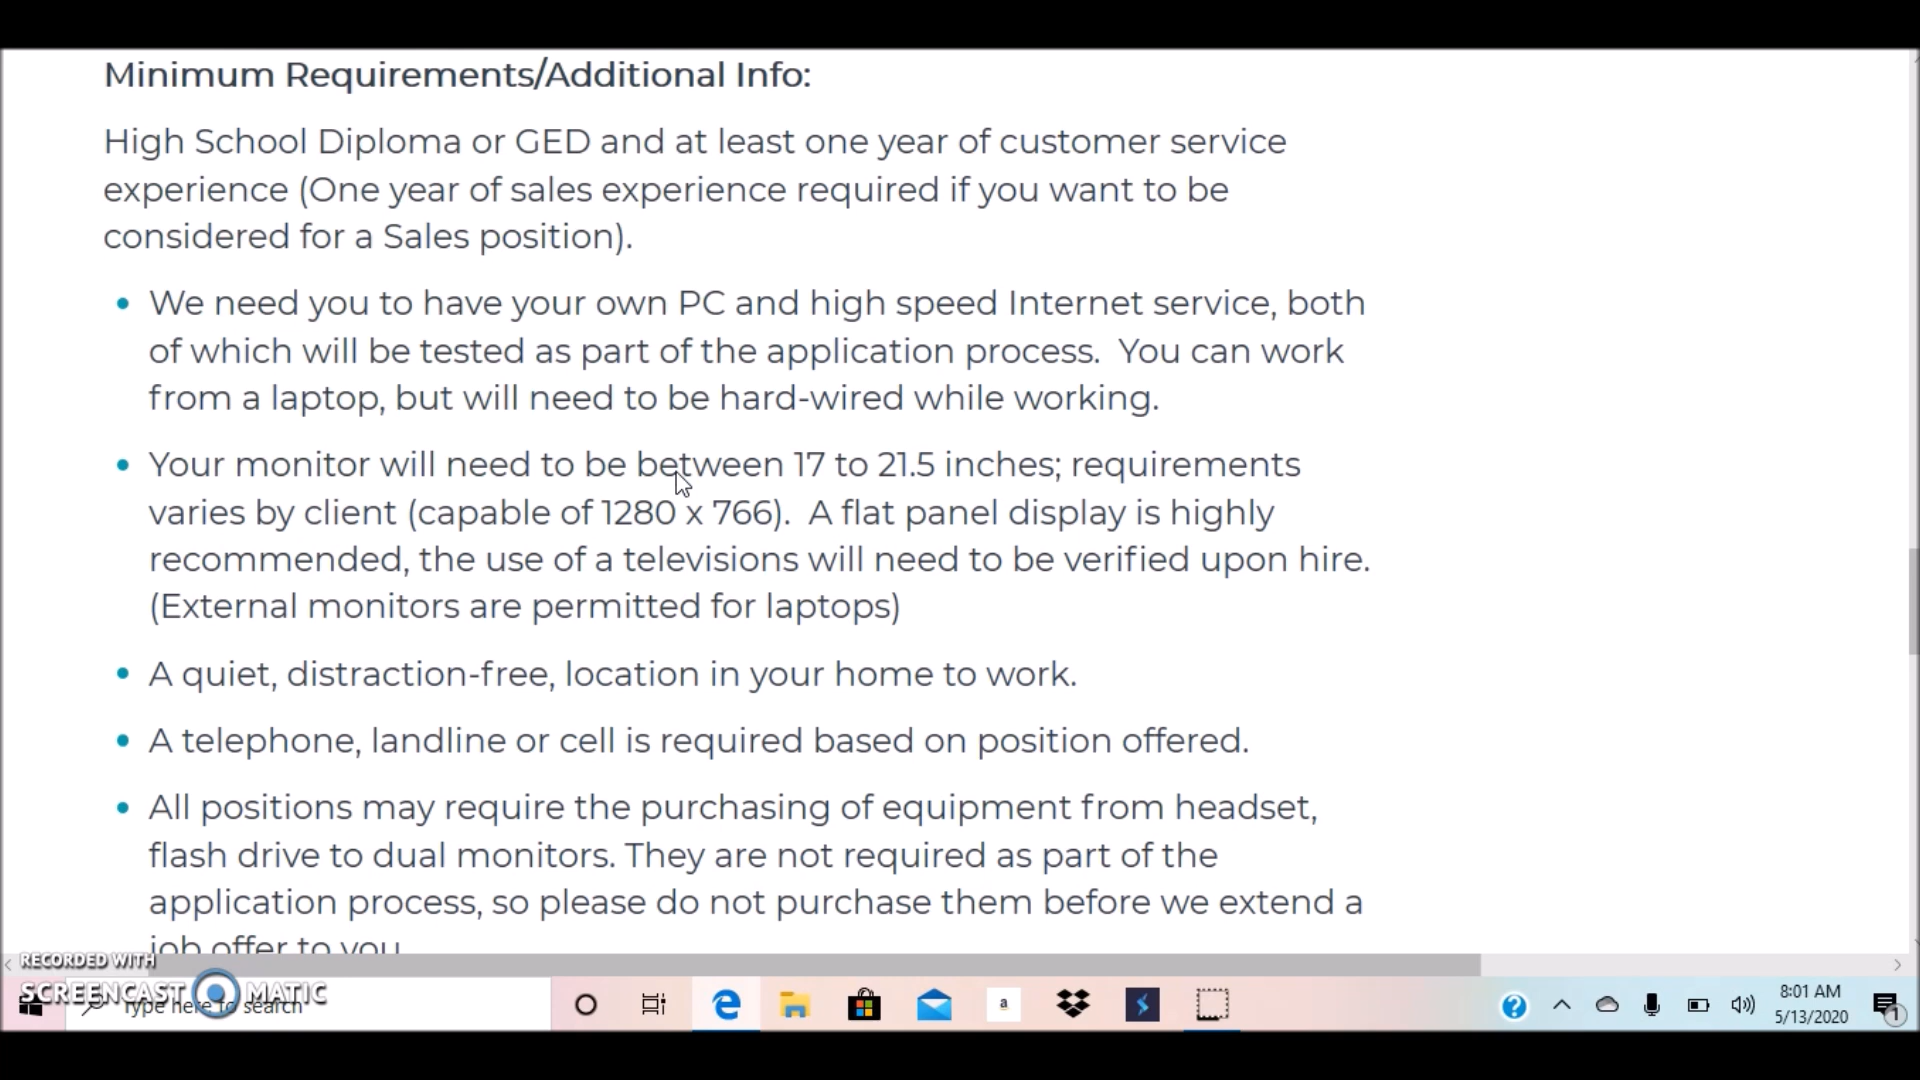 Minimum Requirements/Additional Info:
High School Diploma or GED and at least one year of customer service
experience (One year of sales experience required if you want to be
considered for a Sales position).
We need you to have your own PC and high speed Internet service, both
of which will be tested as part of the application process.  You can work
from a laptop, but will need to be hard-wired while working.
Your monitor will need to be between 17 to 21.5 inches; requirements
varies by client (capable of 1280 x 766).  A flat panel display is highly
recommended, the use of a televisions will need to be verified upon hire.
(External monitors are permitted for laptops)
A quiet, distraction-free, location in your home to work.
A telephone, landline or cell is required based on position offered.
All positions may require the purchasing of equipment from headset,
flash drive to dual monitors. They are not required as part of the
application process, so please do not purchase them before we extend a
job offer to you
RECORDED WITH
SCREENCAST MATIC
Type here to search
a
8:01 AM
5/13/2020
1